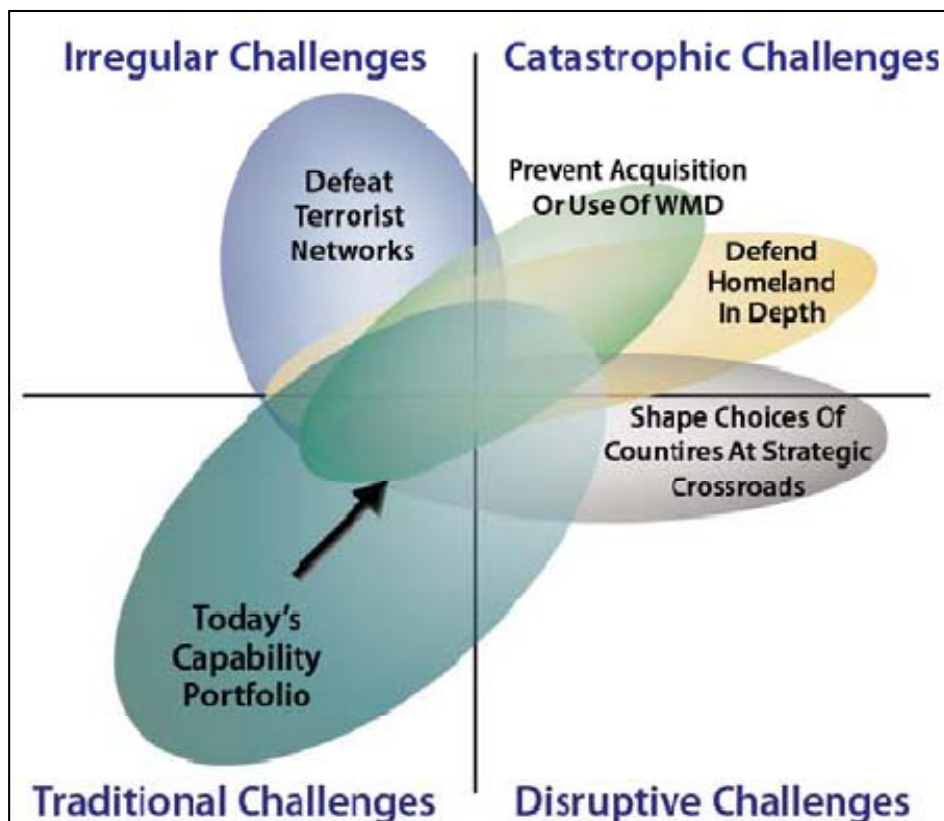 Irregular Challenges
Catastrophic Challenges
Defeat
Terrorist
Networks
Prevent Acquisition
Or Use Of WMD
Defend
Homeland
In Depth
Shape Choices Of
Countires At Strategic
Crossroads
Today's
Capability
Portfolio
Traditional Challenges
Disruptive Challenges